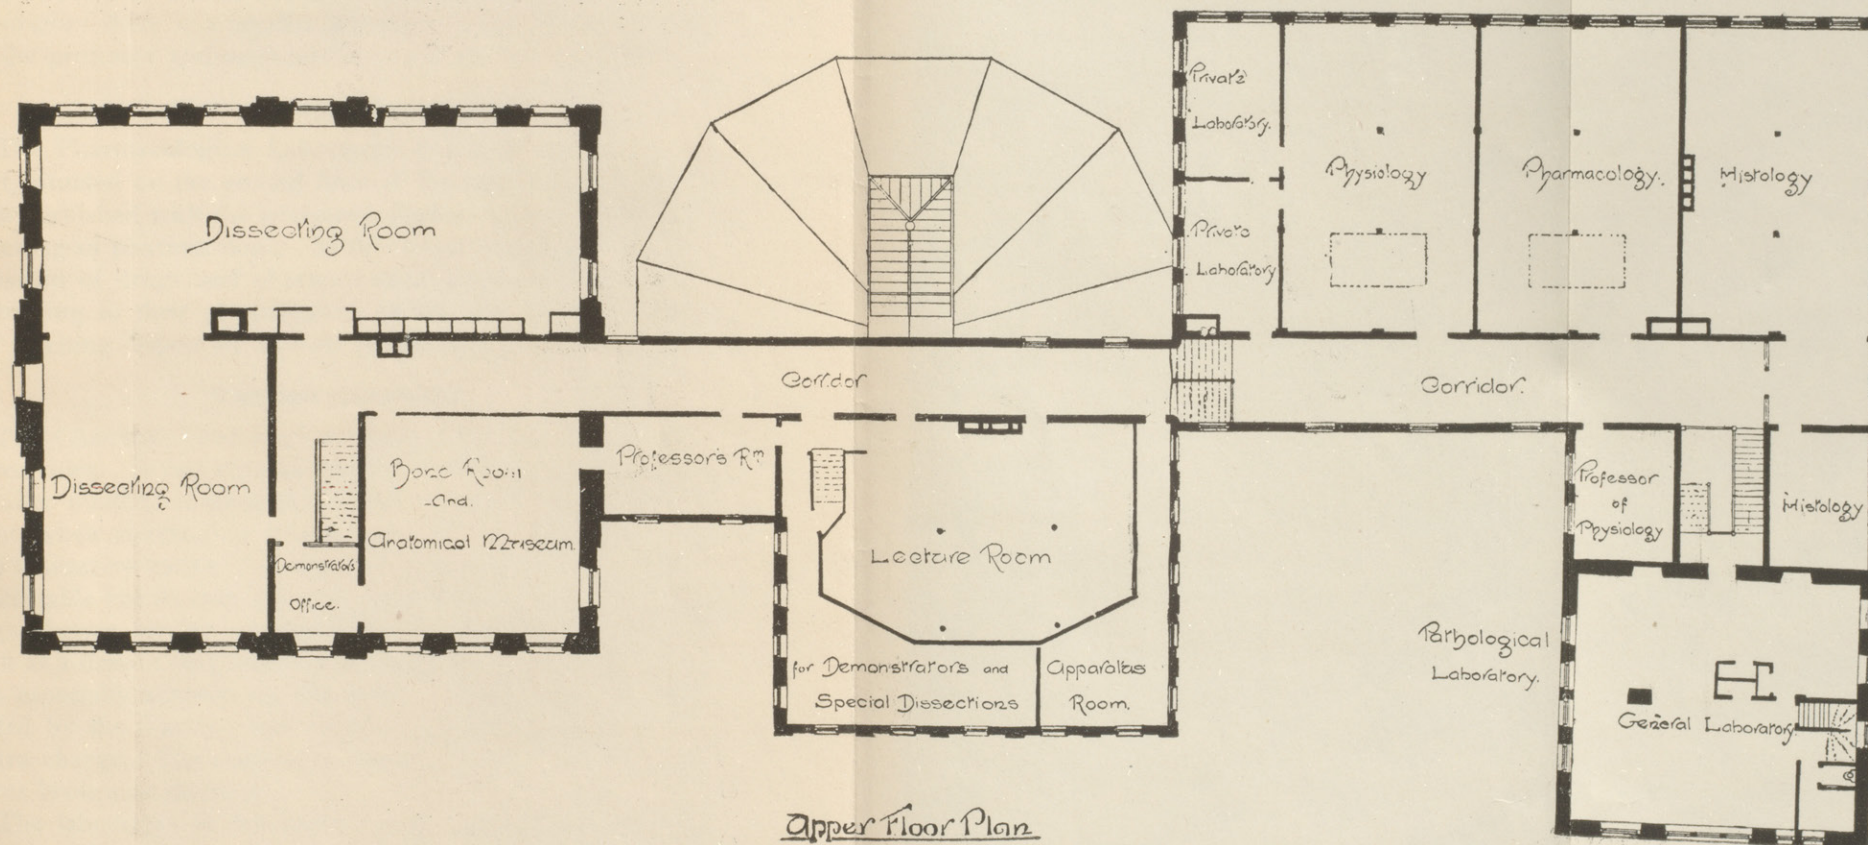 Private
Laboratory.
Physiology
Pharmacology.
Histology
Dissecting Room
Private
Laboratory
Corridor
Corridor.
Professor's Rm
Bone Room
and
Anatomical Museum
Dissecting Room
Professor
of
Physiology
Histology
Lecture Room
Demonstrators
Office.
Pathological
Laboratory.
for Demonstrators and
Special Dissections
Apparatus
Room.
General Laboratory
Upper Floor Plan